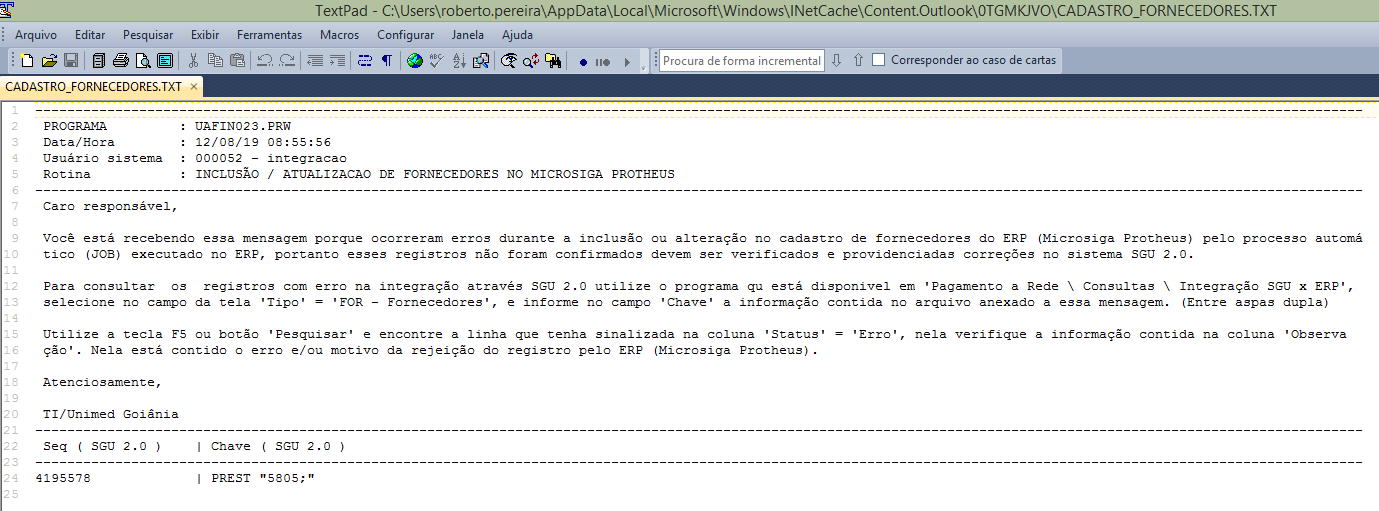 TextPad - C:\Users\roberto.pereira\AppData\Local\Microsoft\Windows\INetCache\Content.Outlook\0TGMKJVO\CADASTRO_FORNECEDORES.TXT
Arquivo Editar Pesquisar Exibir Ferramentas Macros Configurar Janela Ajuda
Procura de forma incremental Corresponder ao caso de cartas
CADASTRO_FORNECEDORES.TXT ×
1 ----------------------------------------------------------------
2 PROGRAMA : UAFIN023.PRW
3 Data/Hora : 12/08/19 08:55:56
4 Usuário sistema : 000052 - integracao
5 Rotina : INCLUSÃO / ATUALIZACAO DE FORNECEDORES NO MICROSIGA PROTHEUS
6 ----------------------------------------------------------------
7 Caro responsável,
8
9 Você está recebendo essa mensagem porque ocorreram erros durante a inclusão ou alteração no cadastro de fornecedores do ERP (Microsiga Protheus) pelo processo automá
10 tico (JOB) executado no ERP, portanto esses registros não foram confirmados devem ser verificados e providenciadas correções no sistema SGU 2.0.
11
12 Para consultar os registros com erro na integração através SGU 2.0 utilize o programa qu está disponivel em 'Pagamento a Rede \ Consultas \ Integração SGU x ERP',
13 selecione no campo da tela 'Tipo' = 'FOR - Fornecedores', e informe no campo 'Chave' a informação contida no arquivo anexado a essa mensagem. (Entre aspas dupla)
14
15 Utilize a tecla F5 ou botão 'Pesquisar' e encontre a linha que tenha sinalizada na coluna 'Status' = 'Erro', nela verifique a informação contida na coluna 'Observa
16 ção'. Nela está contido o erro e/ou motivo da rejeição do registro pelo ERP (Microsiga Protheus).
17
18 Atenciosamente,
19
20 TI/Unimed Goiânia
21 ----------------------------------------------------------------
22 Seq ( SGU 2.0 ) | Chave ( SGU 2.0 )
23 ----------------------------------------------------------------
24 4195578 | PREST "5805;"
25